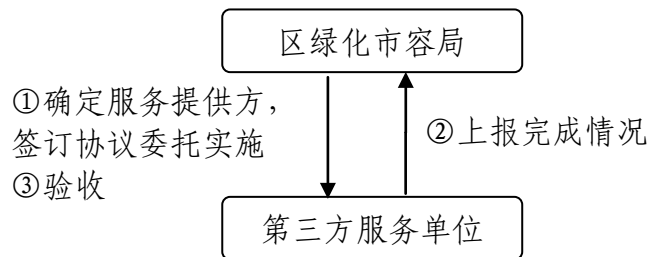 区绿化市容局
①确定服务提供方，
签订协议委托实施
③验收
②上报完成情况
第三方服务单位